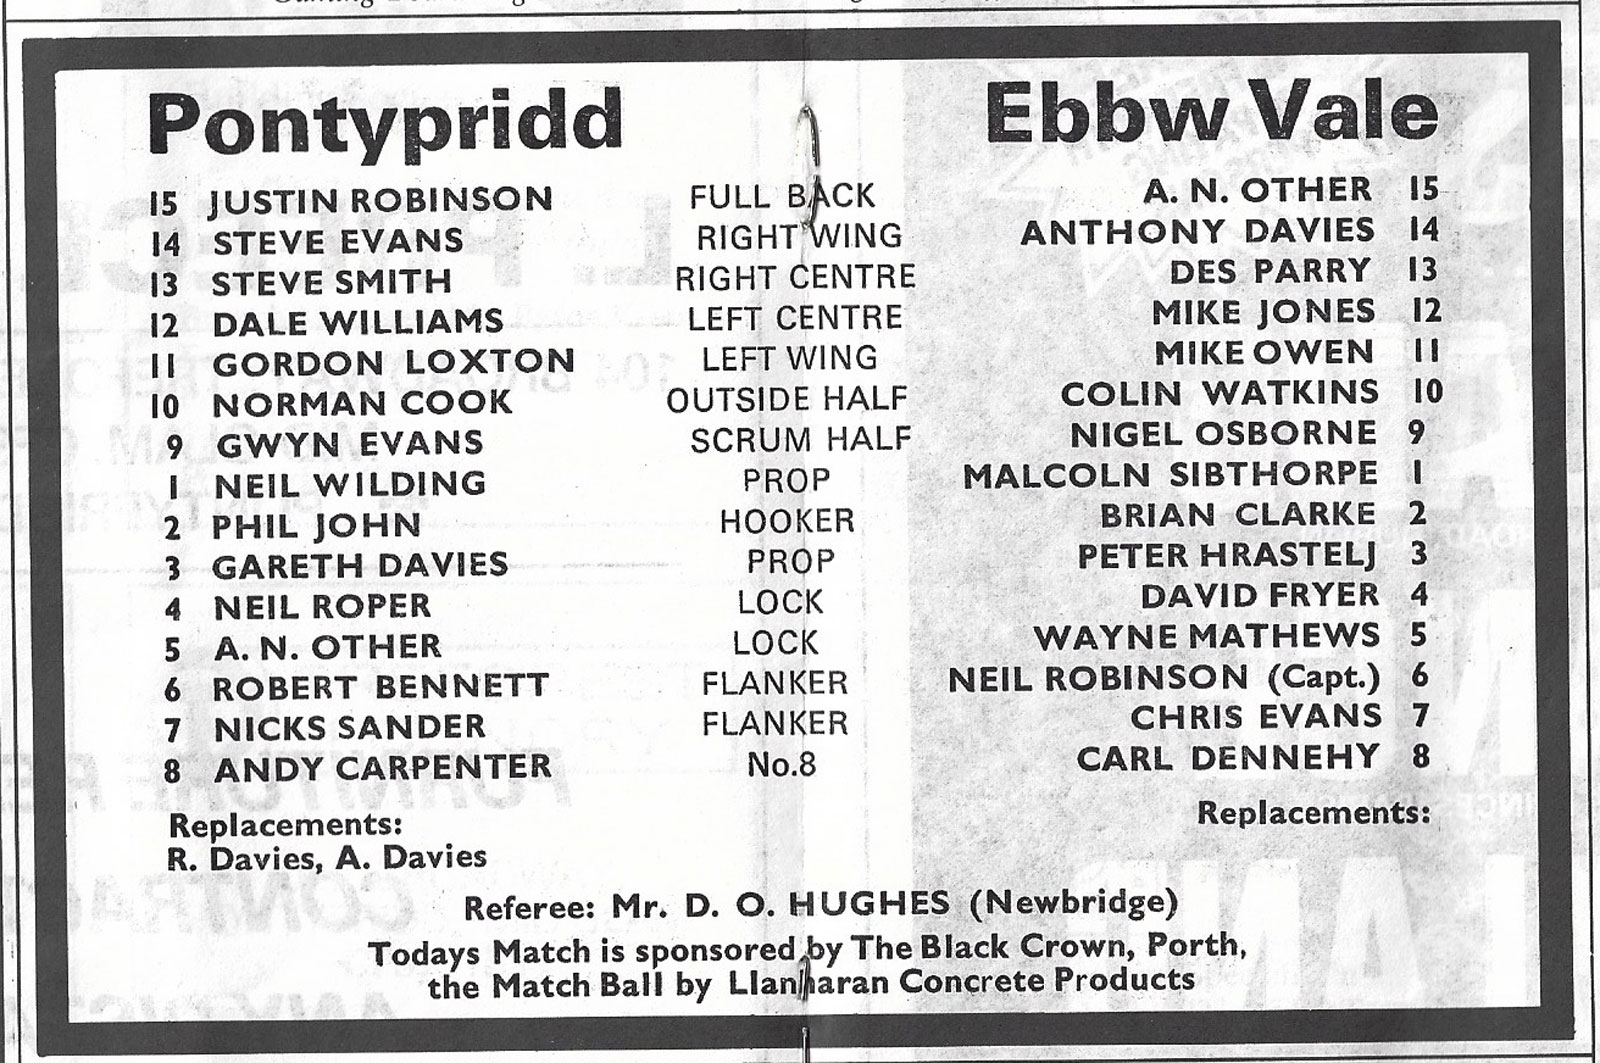 Pontypridd Ebbw Vale
15 JUSTIN ROBINSON FULL BACK A. N. OTHER 15
14 STEVE EVANS RIGHT WING ANTHONY DAVIES 14
13 STEVE SMITH RIGHT CENTRE DES PARRY 13
12 DALE WILLIAMS LEFT CENTRE MIKE JONES 12
11 GORDON LOXTON LEFT WING MIKE OWEN 11
10 NORMAN COOK OUTSIDE HALF COLIN WATKINS 10
9 GWYN EVANS SCRUM HALF NIGEL OSBORNE 9
1 NEIL WILDING PROP MALCOLN SIBTHORPE 1
2 PHIL JOHN HOOKER BRIAN CLARKE 2
3 GARETH DAVIES PROP PETER HRASTELJ 3
4 NEIL ROPER LOCK DAVID FRYER 4
5 A. N. OTHER LOCK WAYNE MATHEWS 5
6 ROBERT BENNETT FLANKER NEIL ROBINSON (Capt.) 6
7 NICKS SANDER FLANKER CHRIS EVANS 7
8 ANDY CARPENTER No.8 CARL DENNEHY 8
Replacements: Replacements:
R. Davies, A. Davies
Referee: Mr. D. O. HUGHES (Newbridge)
Todays Match is sponsored by The Black Crown, Porth,
the Match Ball by Llanharan Concrete Products